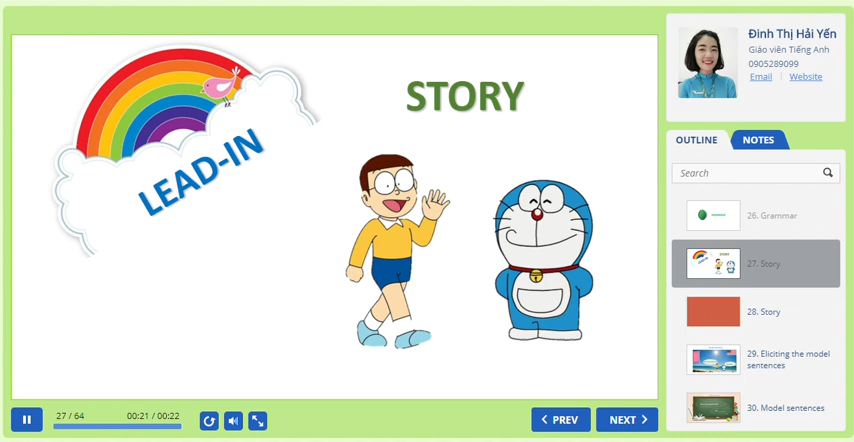 LEAD-IN
STORY
27 / 64
00:21 / 00:22
PREV
NEXT
Đinh Thị Hải Yến
Giáo viên Tiếng Anh
0905289099
Email | Website
OUTLINE
NOTES
Search
26. Grammar
27. Story
28. Story
29. Eliciting the model
sentences
30. Model sentences